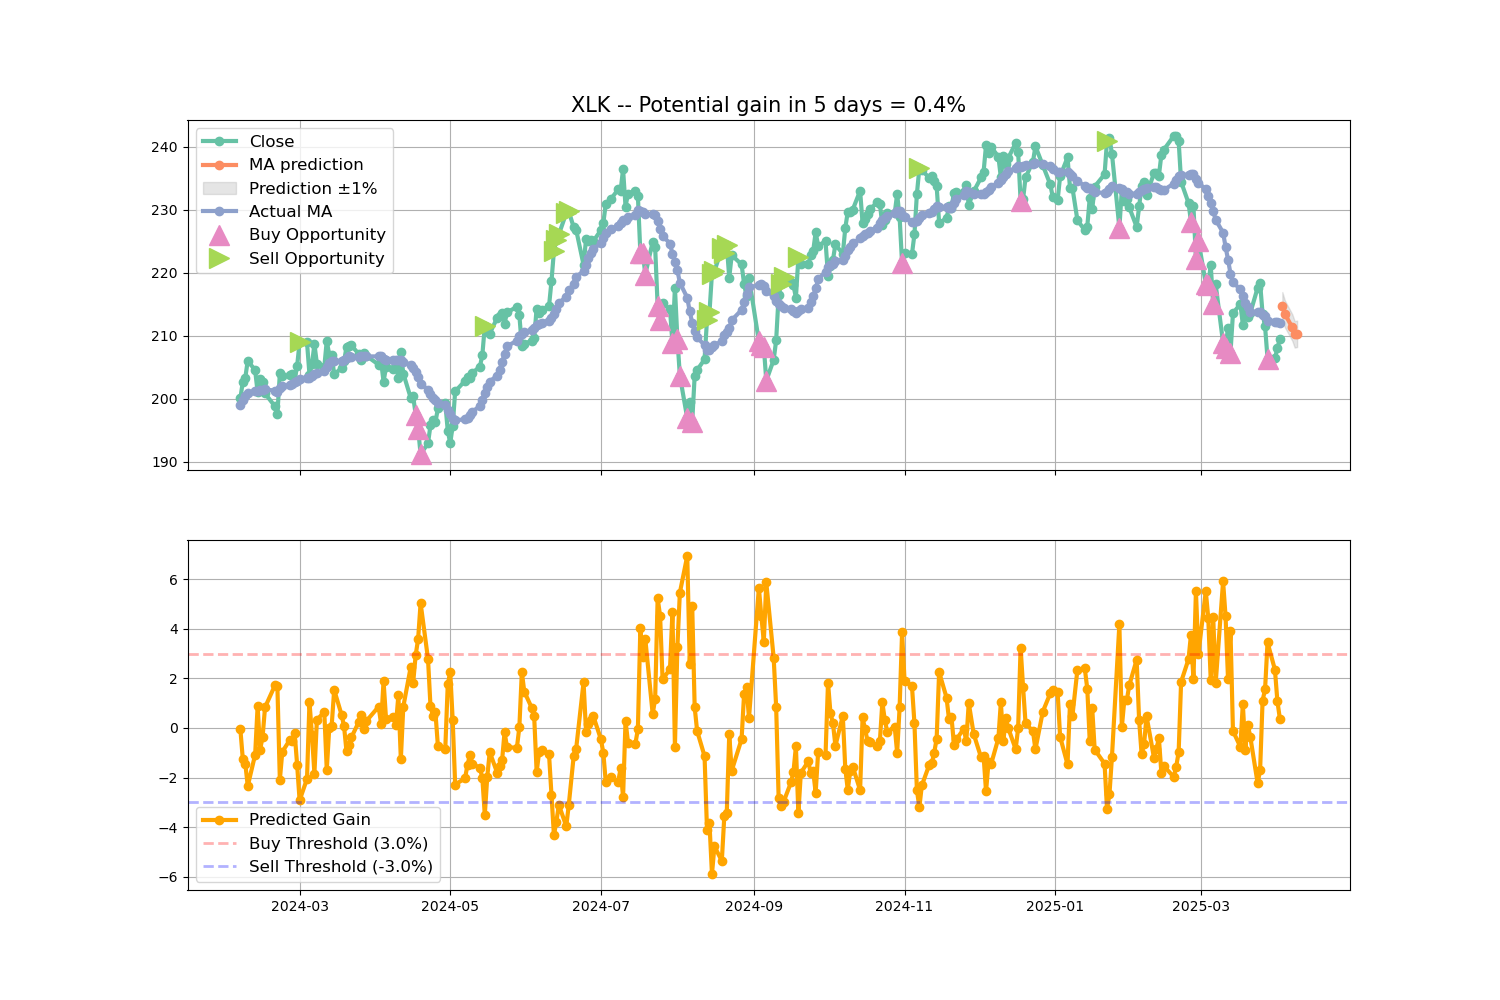 XLK -- Potential gain in 5 days = 0.4%
Close
MA prediction
Prediction ±1%
Actual MA
Buy Opportunity
Sell Opportunity
240
230
220
210
200
190
6
4
2
0
−2
−4
−6
Predicted Gain
Buy Threshold (3.0%)
Sell Threshold (-3.0%)
2024-03 2024-05 2024-07 2024-09 2024-11 2025-01 2025-03